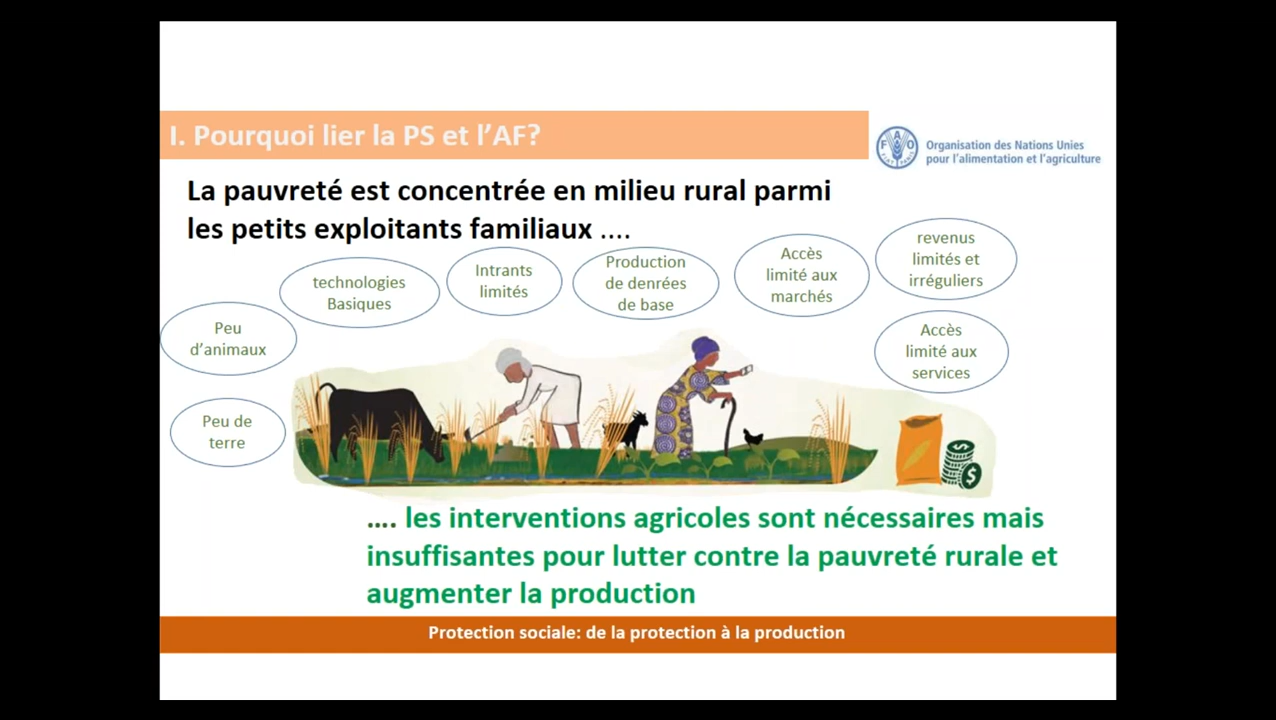 I. Pourquoi lier la PS et l'AF?
FAO
FIAT PANIS
Organisation des Nations Unies
pour l'alimentation et l'agriculture
La pauvreté est concentrée en milieu rural parmi
les petits exploitants familiaux ....
Peu de
terre
Peu
d'animaux
technologies
Basiques
Intrants
limités
Production
de denrées
de base
Accès
limité aux
marchés
revenus
limités et
irréguliers
Accès
limité aux
services
$
.... les interventions agricoles sont nécessaires mais
insuffisantes pour lutter contre la pauvreté rurale et
augmenter la production
Protection sociale: de la protection à la production